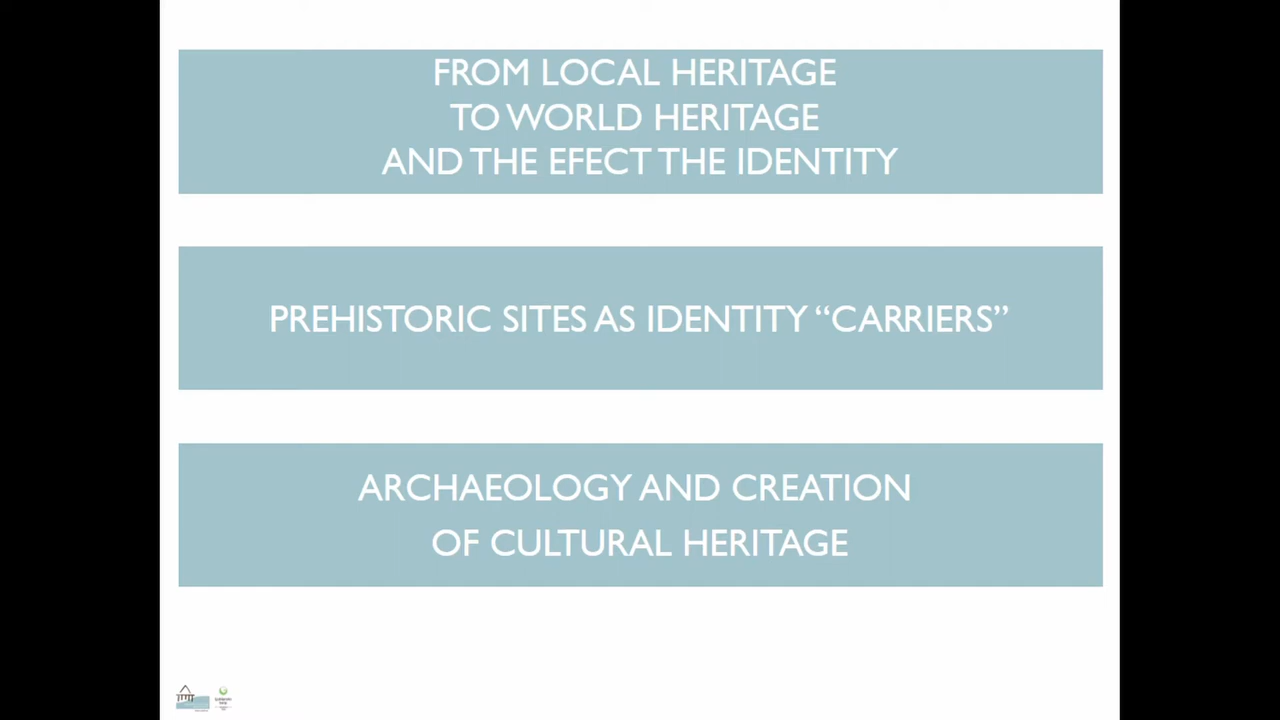 FROM LOCAL HERITAGE
TO WORLD HERITAGE
AND THE EFECT THE IDENTITY
PREHISTORIC SITES AS IDENTITY “CARRIERS”
ARCHAEOLOGY AND CREATION
OF CULTURAL HERITAGE